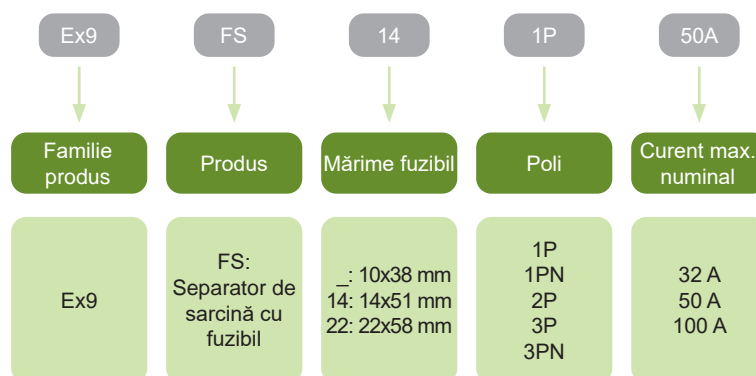 Ex9 FS 14 1P 50A
Familie produs
Produs
Mărime fuzibil
Poli
Curent max. numinal
Ex9
FS:
Separator de
sarcină cu
fuzibil
_: 10x38 mm
14: 14x51 mm
22: 22x58 mm
1P
1PN
2P
3P
3PN
32 A
50 A
100 A